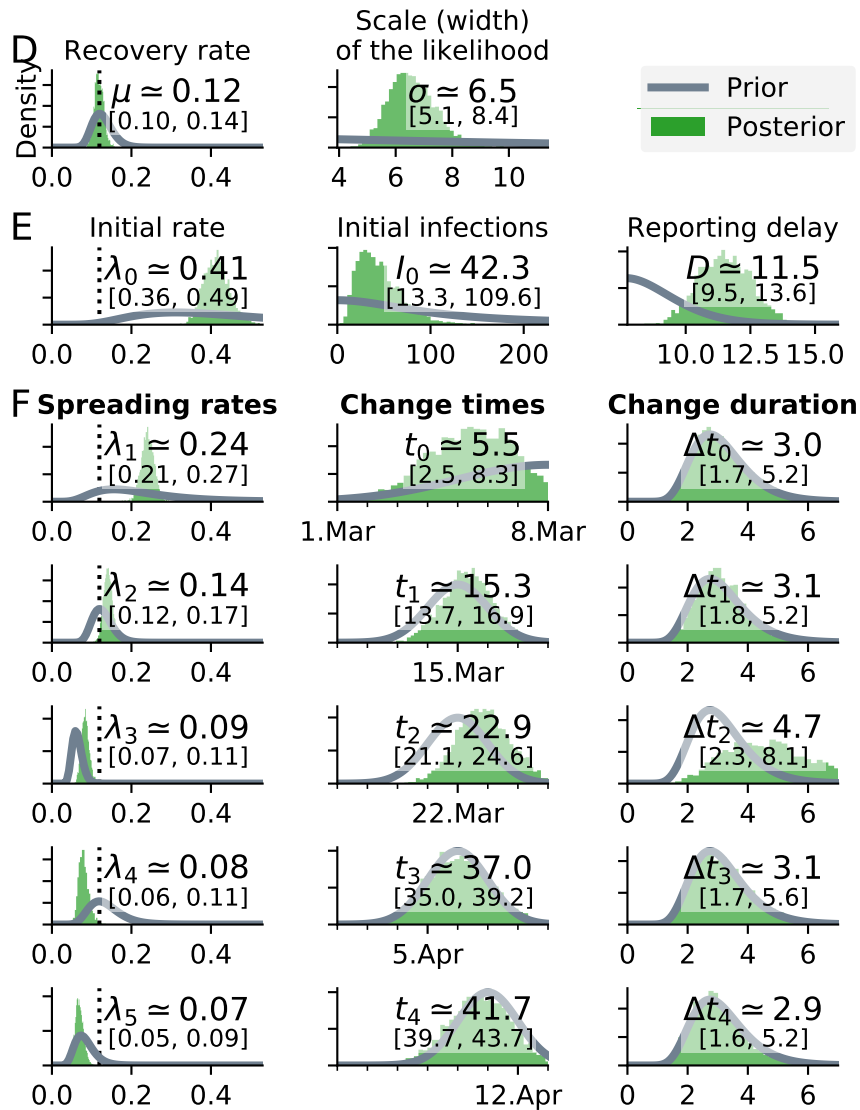 D Recovery rate
Scale (width)
of the likelihood
Density
μ ≃ 0.12
[0.10, 0.14]
0.0 0.2 0.4
σ ≃ 6.5
[5.1, 8.4]
4 6 8 10
Prior
Posterior
E Initial rate
λ₀ ≃ 0.41
[0.36, 0.49]
0.0 0.2 0.4
Initial infections
I₀ ≃ 42.3
[13.3, 109.6]
0 100 200
Reporting delay
D ≃ 11.5
[9.5, 13.6]
10.0 12.5 15.0
F Spreading rates Change times Change duration
λ₁ ≃ 0.24
[0.21, 0.27]
0.0 0.2 0.4
t₀ ≃ 5.5
[2.5, 8.3]
1.Mar 8.Mar
Δt₀ ≃ 3.0
[1.7, 5.2]
0 2 4 6
λ₂ ≃ 0.14
[0.12, 0.17]
0.0 0.2 0.4
t₁ ≃ 15.3
[13.7, 16.9]
15.Mar
Δt₁ ≃ 3.1
[1.8, 5.2]
0 2 4 6
λ₃ ≃ 0.09
[0.07, 0.11]
0.0 0.2 0.4
t₂ ≃ 22.9
[21.1, 24.6]
22.Mar
Δt₂ ≃ 4.7
[2.3, 8.1]
0 2 4 6
λ₄ ≃ 0.08
[0.06, 0.11]
0.0 0.2 0.4
t₃ ≃ 37.0
[35.0, 39.2]
5.Apr
Δt₃ ≃ 3.1
[1.7, 5.6]
0 2 4 6
λ₅ ≃ 0.07
[0.05, 0.09]
0.0 0.2 0.4
t₄ ≃ 41.7
[39.7, 43.7]
12.Apr
Δt₄ ≃ 2.9
[1.6, 5.2]
0 2 4 6